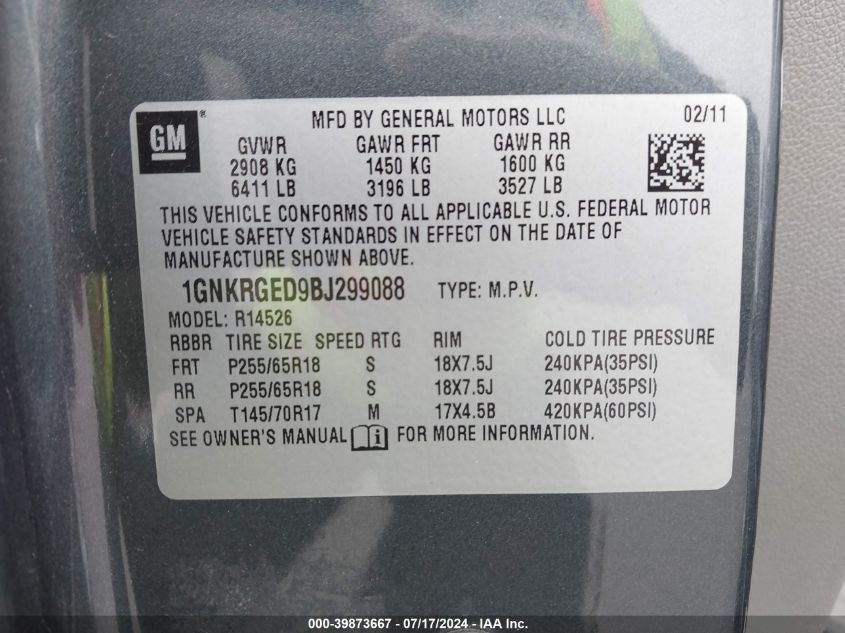 GM® MFD BY GENERAL MOTORS LLC 02/11
GVWR GAWR FRT GAWR RR
2908 KG 1450 KG 1600 KG
6411 LB 3196 LB 3527 LB
THIS VEHICLE CONFORMS TO ALL APPLICABLE U.S. FEDERAL MOTOR
VEHICLE SAFETY STANDARDS IN EFFECT ON THE DATE OF
MANUFACTURE SHOWN ABOVE.
1GNKRGED9BJ299088 TYPE: M.P.V.
MODEL: R14526
RBBR TIRE SIZE SPEED RTG RIM COLD TIRE PRESSURE
FRT P255/65R18 S 18X7.5J 240KPA(35PSI)
RR P255/65R18 S 18X7.5J 240KPA(35PSI)
SPA T145/70R17 M 17X4.5B 420KPA(60PSI)
SEE OWNER'S MANUAL i FOR MORE INFORMATION.
000-39873667 - 07/17/2024 - IAA Inc.